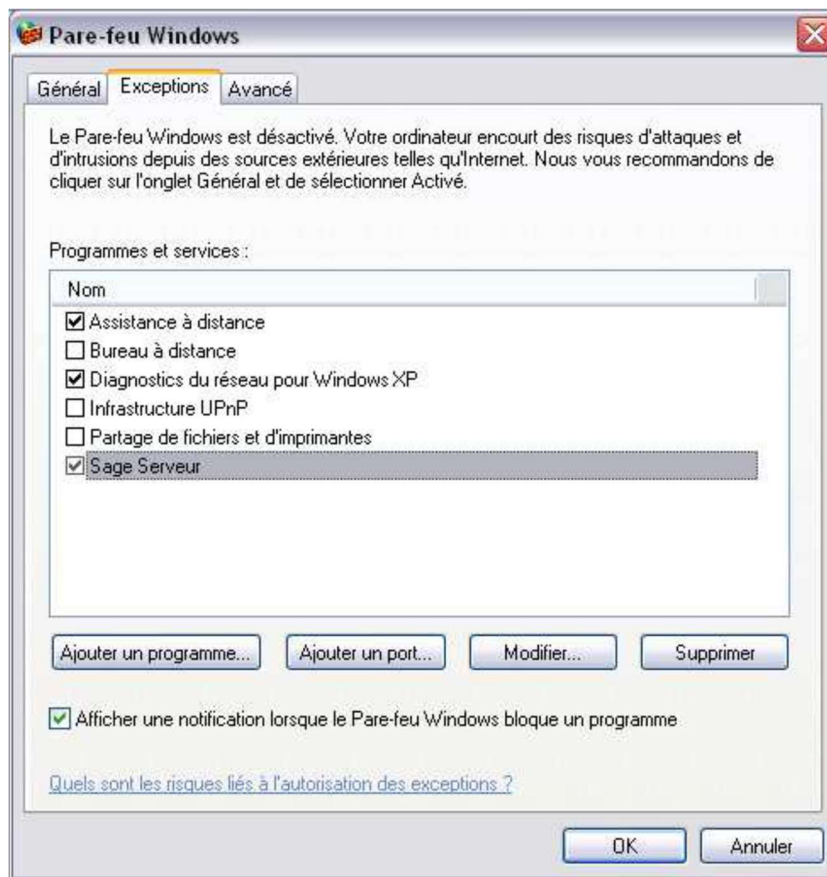 Pare-feu Windows
Général
Exceptions
Avancé
Le Pare-feu Windows est désactivé. Votre ordinateur encourt des risques d'attaques et
d'intrusions depuis des sources extérieures telles qu'Internet. Nous vous recommandons de
cliquer sur l'onglet Général et de sélectionner Activé.
Programmes et services :
Nom
Assistance à distance
Bureau à distance
Diagnostics du réseau pour Windows XP
Infrastructure UPnP
Partage de fichiers et d'imprimantes
Sage Serveur
Ajouter un programme...
Ajouter un port...
Modifier...
Supprimer
Afficher une notification lorsque le Pare-feu Windows bloque un programme
Quels sont les risques liés à l'autorisation des exceptions ?
OK
Annuler